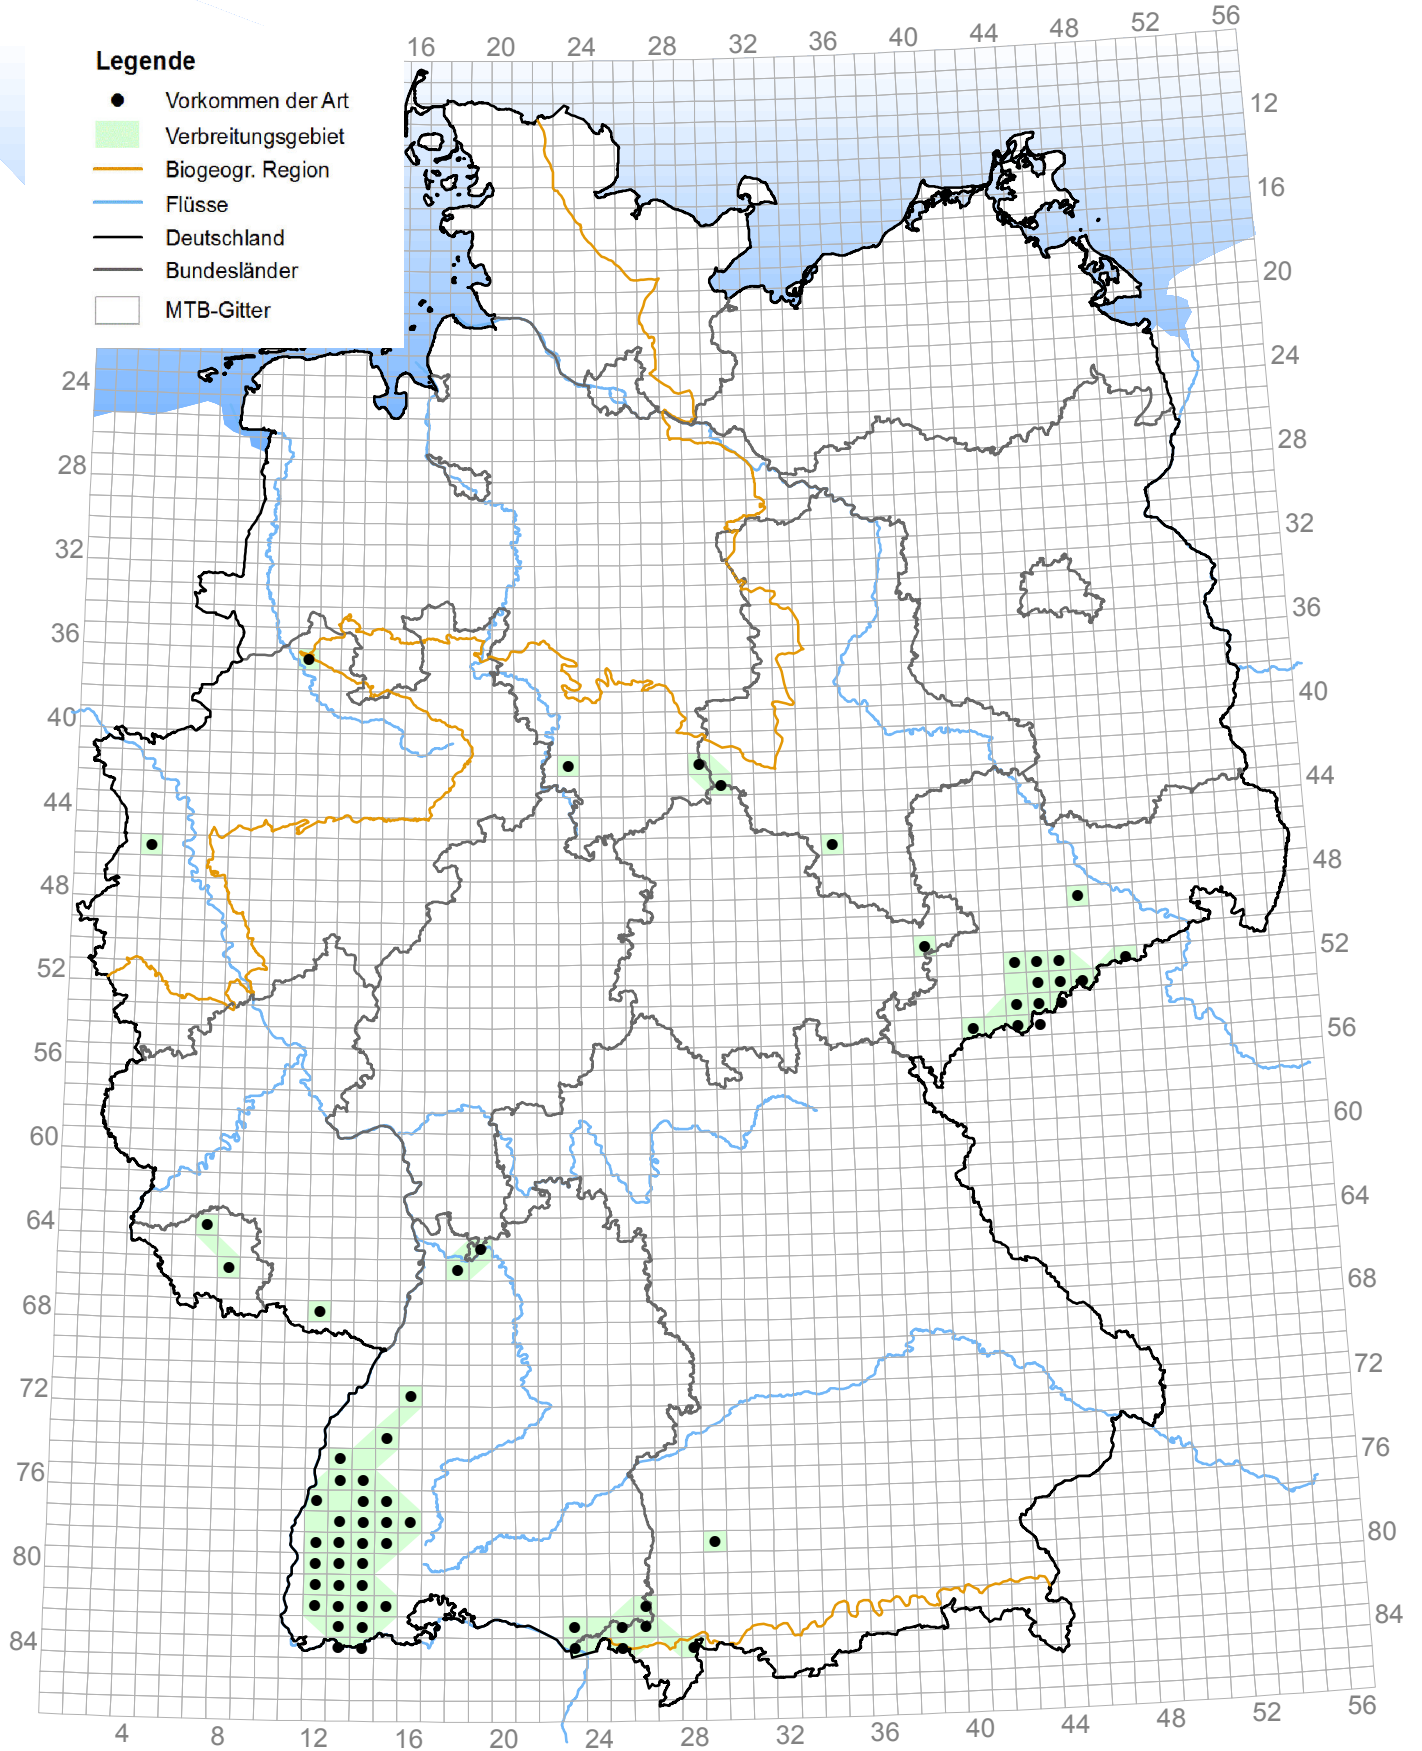 Legende
Vorkommen der Art
Verbreitungsgebiet
Biogeogr. Region
Flüsse
Deutschland
Bundesländer
MTB-Gitter
16 20 24 28 32 36 40 44 48 52 56
12
16
20
24 24
28 28
32 32
36 36
40 40
44 44
48 48
52 52
56 56
60 60
64 64
68 68
72 72
76 76
80 80
84 84
4 8 12 16 20 24 28 32 36 40 44 48 52 56